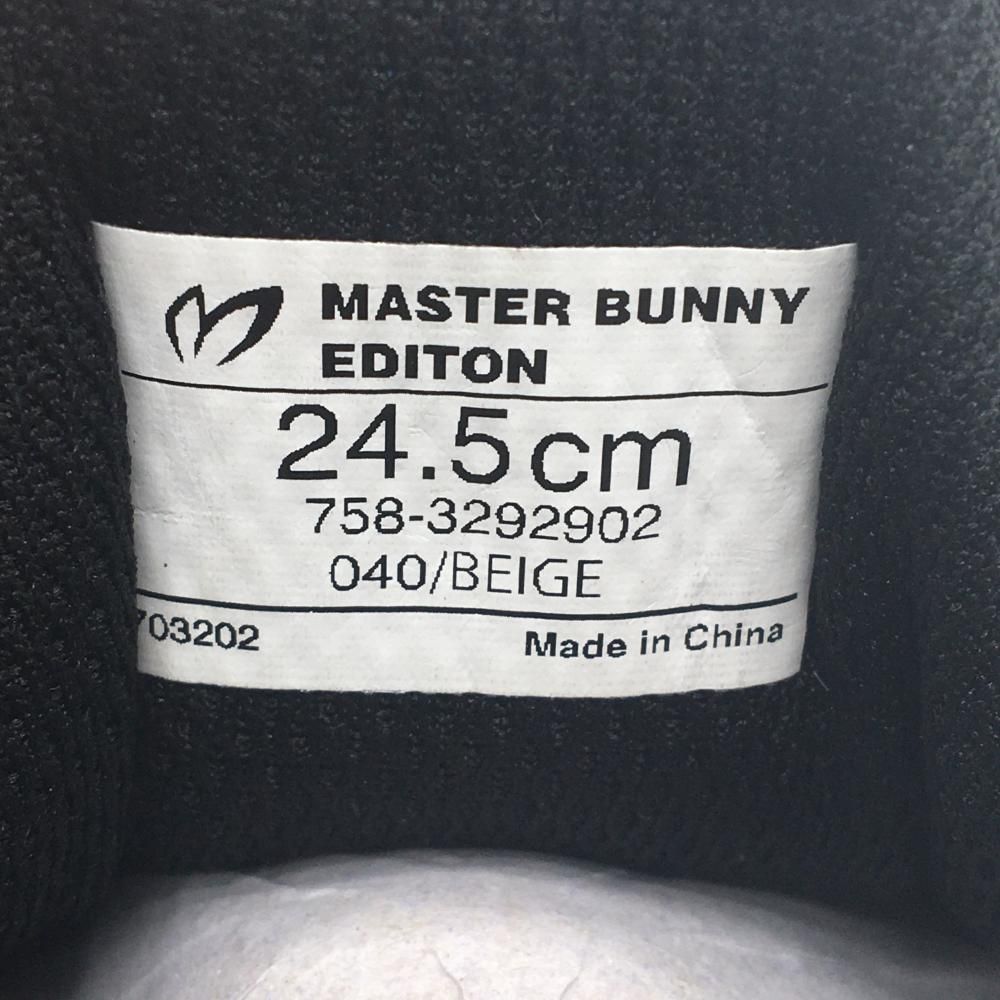 MASTER BUNNY
EDITON
24.5cm
758-3292902
040/BEIGE
703202
Made in China